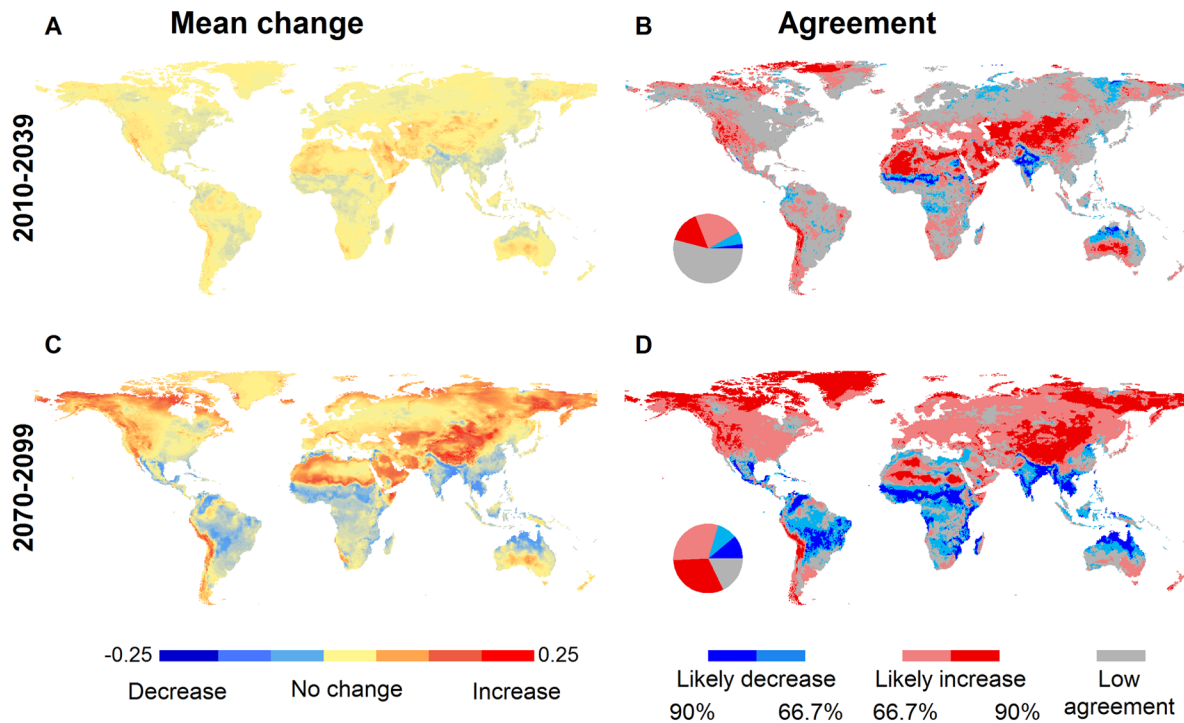 A Mean change
B Agreement
2010-2039
C
D
2070-2099
-0.25 0.25
Decrease No change Increase
Likely decrease Likely increase Low agreement
90% 66.7% 66.7% 90%